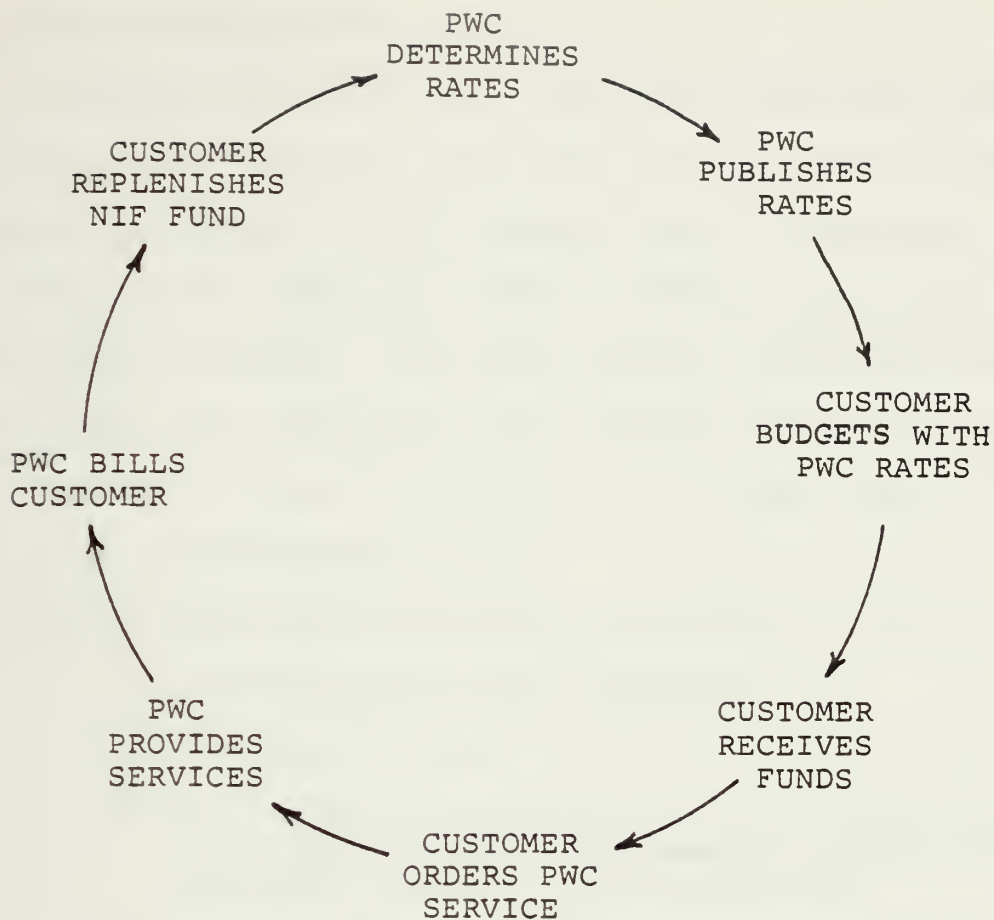 PWC
DETERMINES
RATES
PWC
PUBLISHES
RATES
CUSTOMER
BUDGETS WITH
PWC RATES
CUSTOMER
RECEIVES
FUNDS
CUSTOMER
ORDERS PWC
SERVICE
PWC
PROVIDES
SERVICES
PWC BILLS
CUSTOMER
CUSTOMER
REPLENISHES
NIF FUND